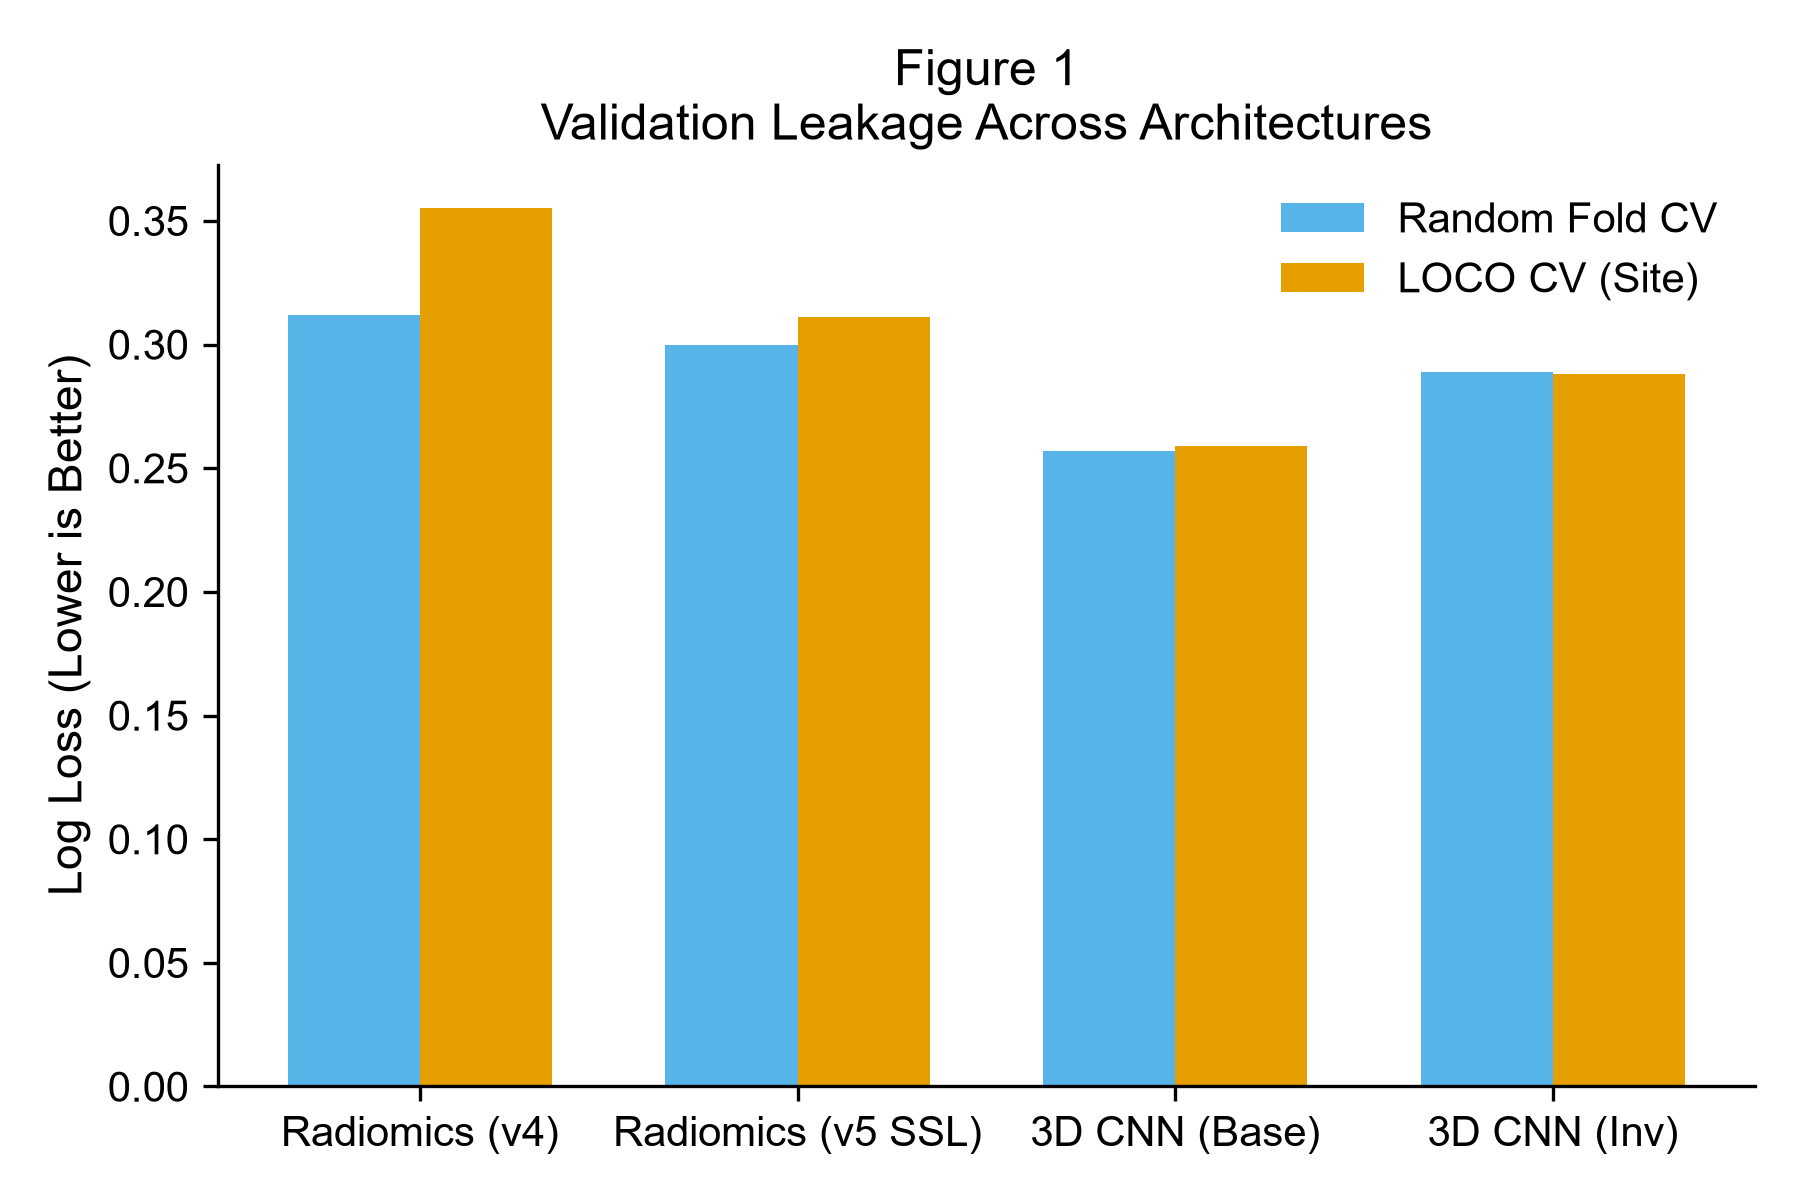 Figure 1
Validation Leakage Across Architectures
Random Fold CV
LOCO CV (Site)
Log Loss (Lower is Better)
0.35
0.30
0.25
0.20
0.15
0.10
0.05
0.00
Radiomics (v4)
Radiomics (v5 SSL)
3D CNN (Base)
3D CNN (Inv)